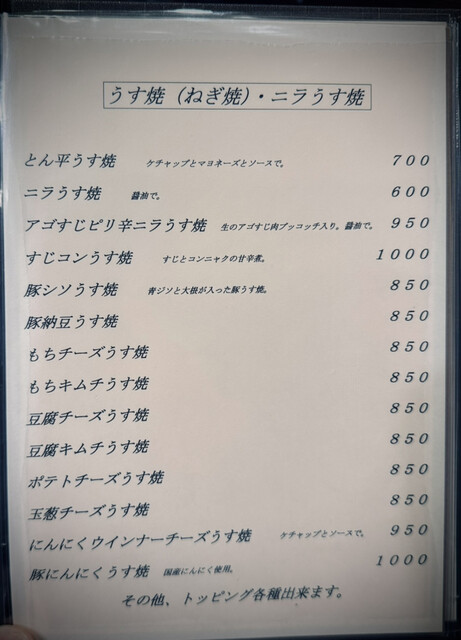 うす焼（ねぎ焼）・ニラうす焼
とん平うす焼 ケチャップとマヨネーズとソースで。 700
ニラうす焼 醤油で。 600
アゴすじピリ辛ニラうす焼 生のアゴすじ肉ブッコッチ入り。醤油で。 950
すじコンうす焼 すじとコンニャクの甘辛煮。 1000
豚シソうす焼 青ジソと大根が入った豚うす焼。 850
豚納豆うす焼 850
もちチーズうす焼 850
もちキムチうす焼 850
豆腐チーズうす焼 850
豆腐キムチうす焼 850
ポテトチーズうす焼 850
玉葱チーズうす焼 850
にんにくウインナーチーズうす焼 ケチャップとソースで。 950
豚にんにくうす焼 国産にんにく使用。 1000
その他、トッピング各種出来ます。